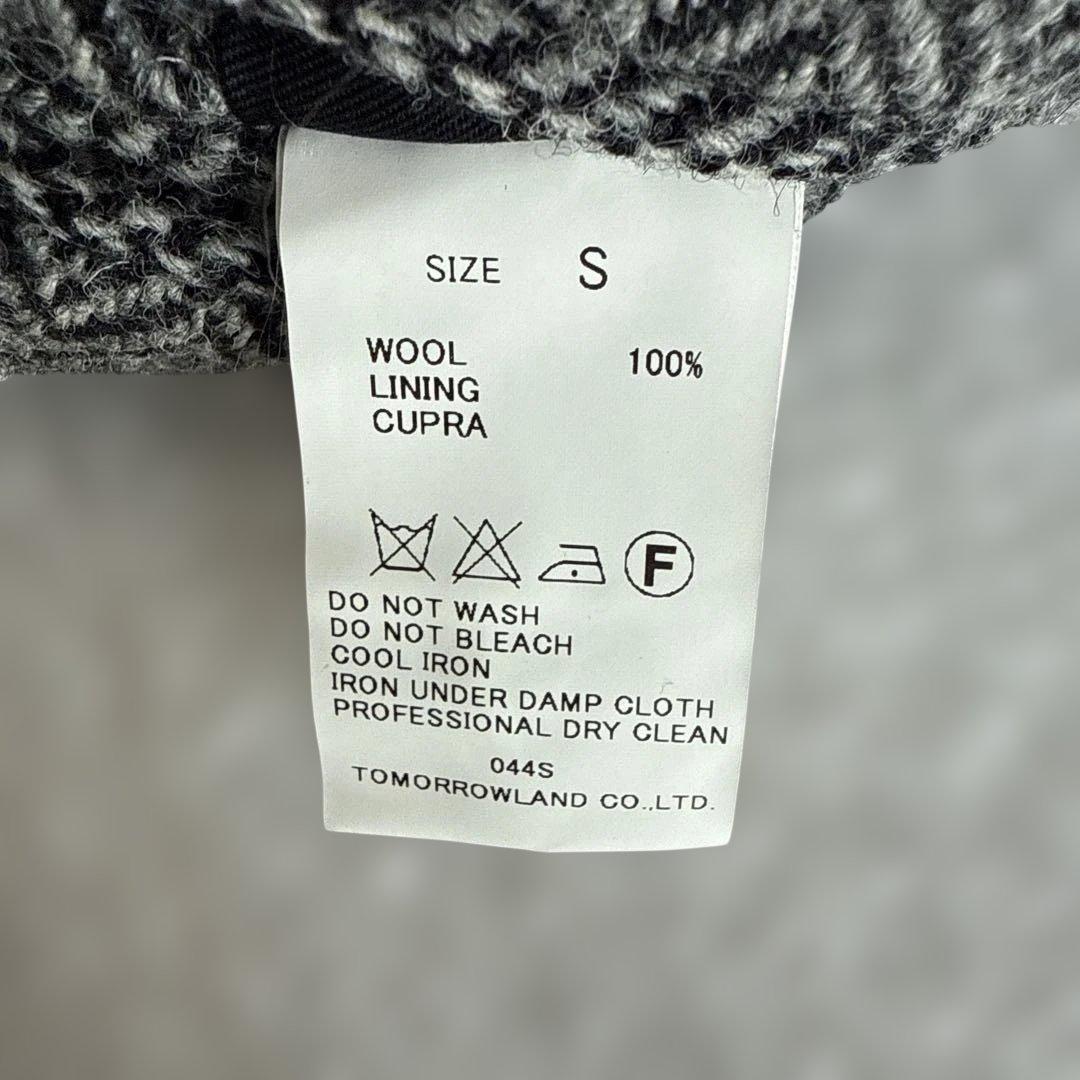 SIZE S
WOOL 100%
LINING
CUPRA
F
DO NOT WASH
DO NOT BLEACH
COOL IRON
IRON UNDER DAMP CLOTH
PROFESSIONAL DRY CLEAN
044S
TOMORROWLAND CO.,LTD.